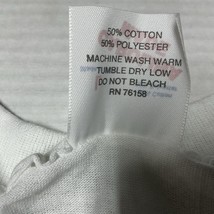 50% COTTON
50% POLYESTER
MACHINE WASH WARM
TUMBLE DRY LOW
DO NOT BLEACH
RN 76158